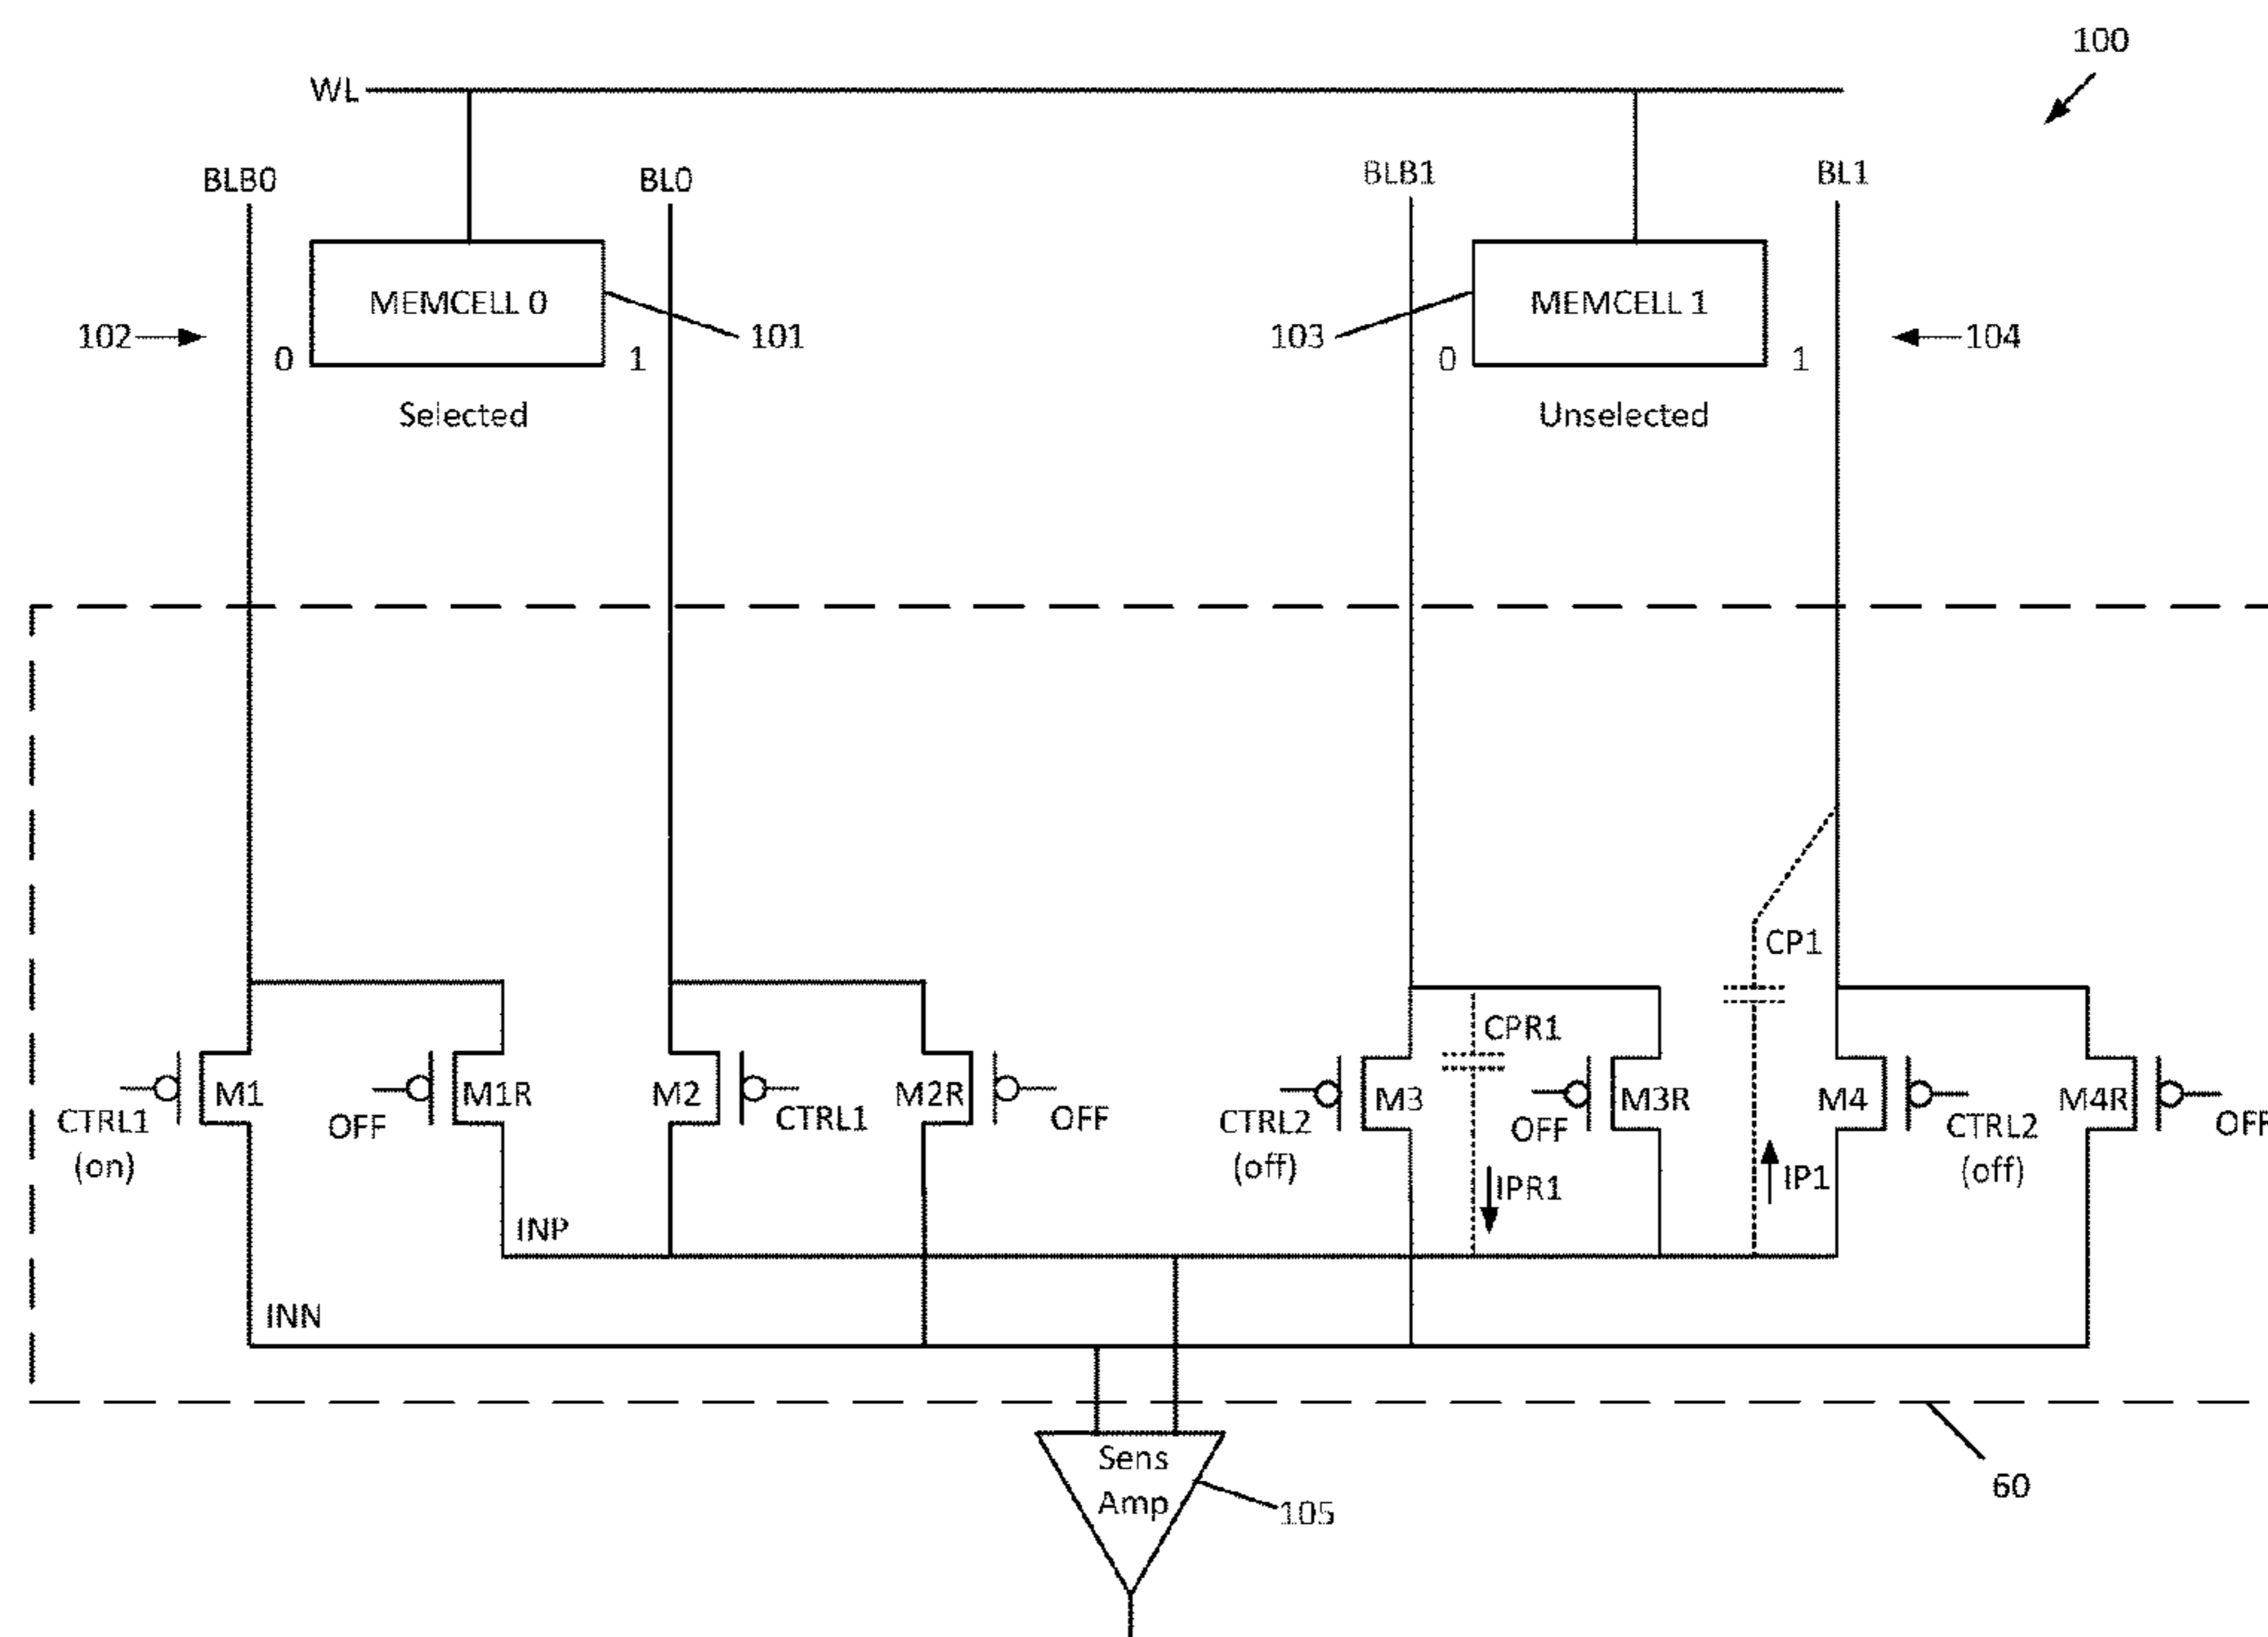 100
WL
BLB0
BL0
BLB1
BL1
MEMCELL 0
MEMCELL 1
102
0
1
101
103
0
1
104
Selected
Unselected
CP1
CPR1
M1
M1R
M2
M2R
M3
M3R
M4
M4R
CTRL1
(on)
OFF
CTRL1
OFF
CTRL2
(off)
OFF
CTRL2
(off)
OFF
IPR1
IP1
INP
INN
Sens
Amp
105
60